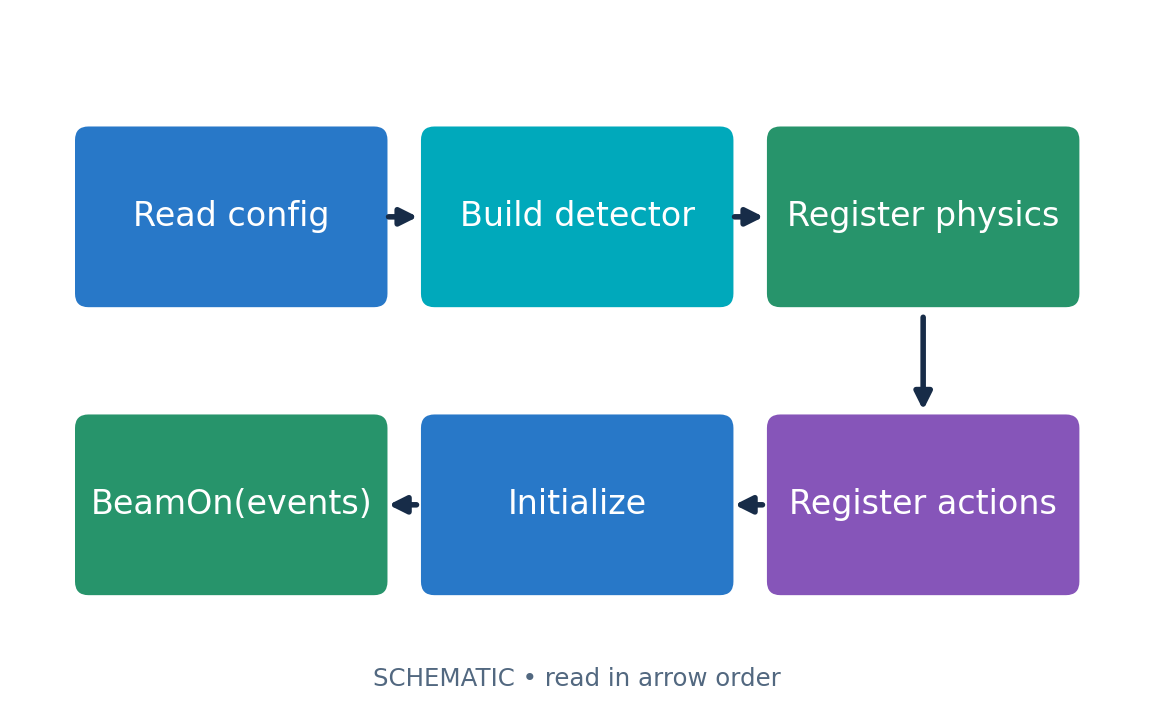 Read config
Build detector
Register physics
Register actions
Initialize
BeamOn(events)
SCHEMATIC • read in arrow order